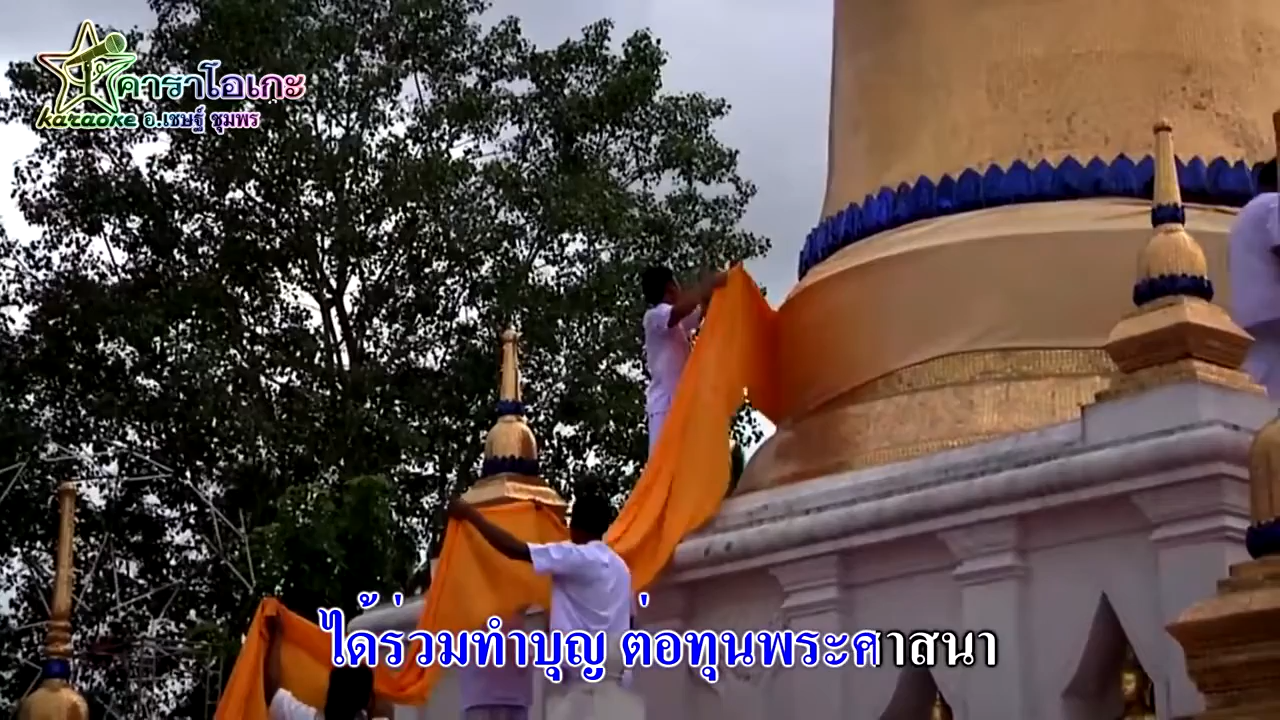 คาราโอเกะ
karaoke อ.เชษฐ์ ชุมพร
ได้ร่วมทำบุญ ต่อทุนพระศาสนา